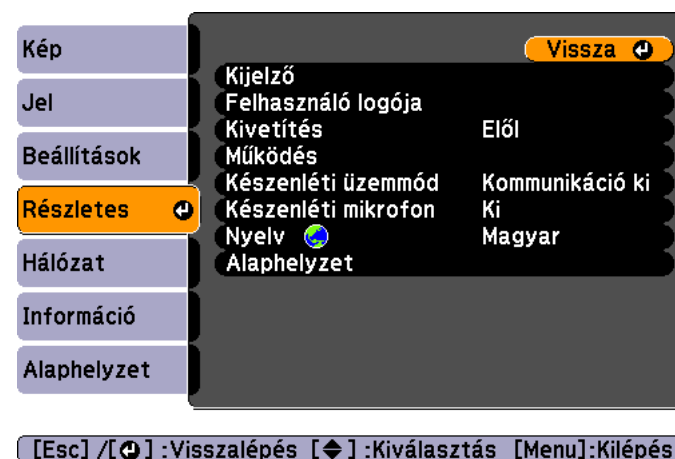 Kép
Jel
Beállítások
Részletes
Hálózat
Információ
Alaphelyzet
Vissza
Kijelző
Felhasználó logója
Kivetítés Elől
Működés
Készenléti üzemmód Kommunikáció ki
Készenléti mikrofon Ki
Nyelv Magyar
Alaphelyzet
[Esc] /[ ] :Visszalépés [ ] :Kiválasztás [Menu]:Kilépés